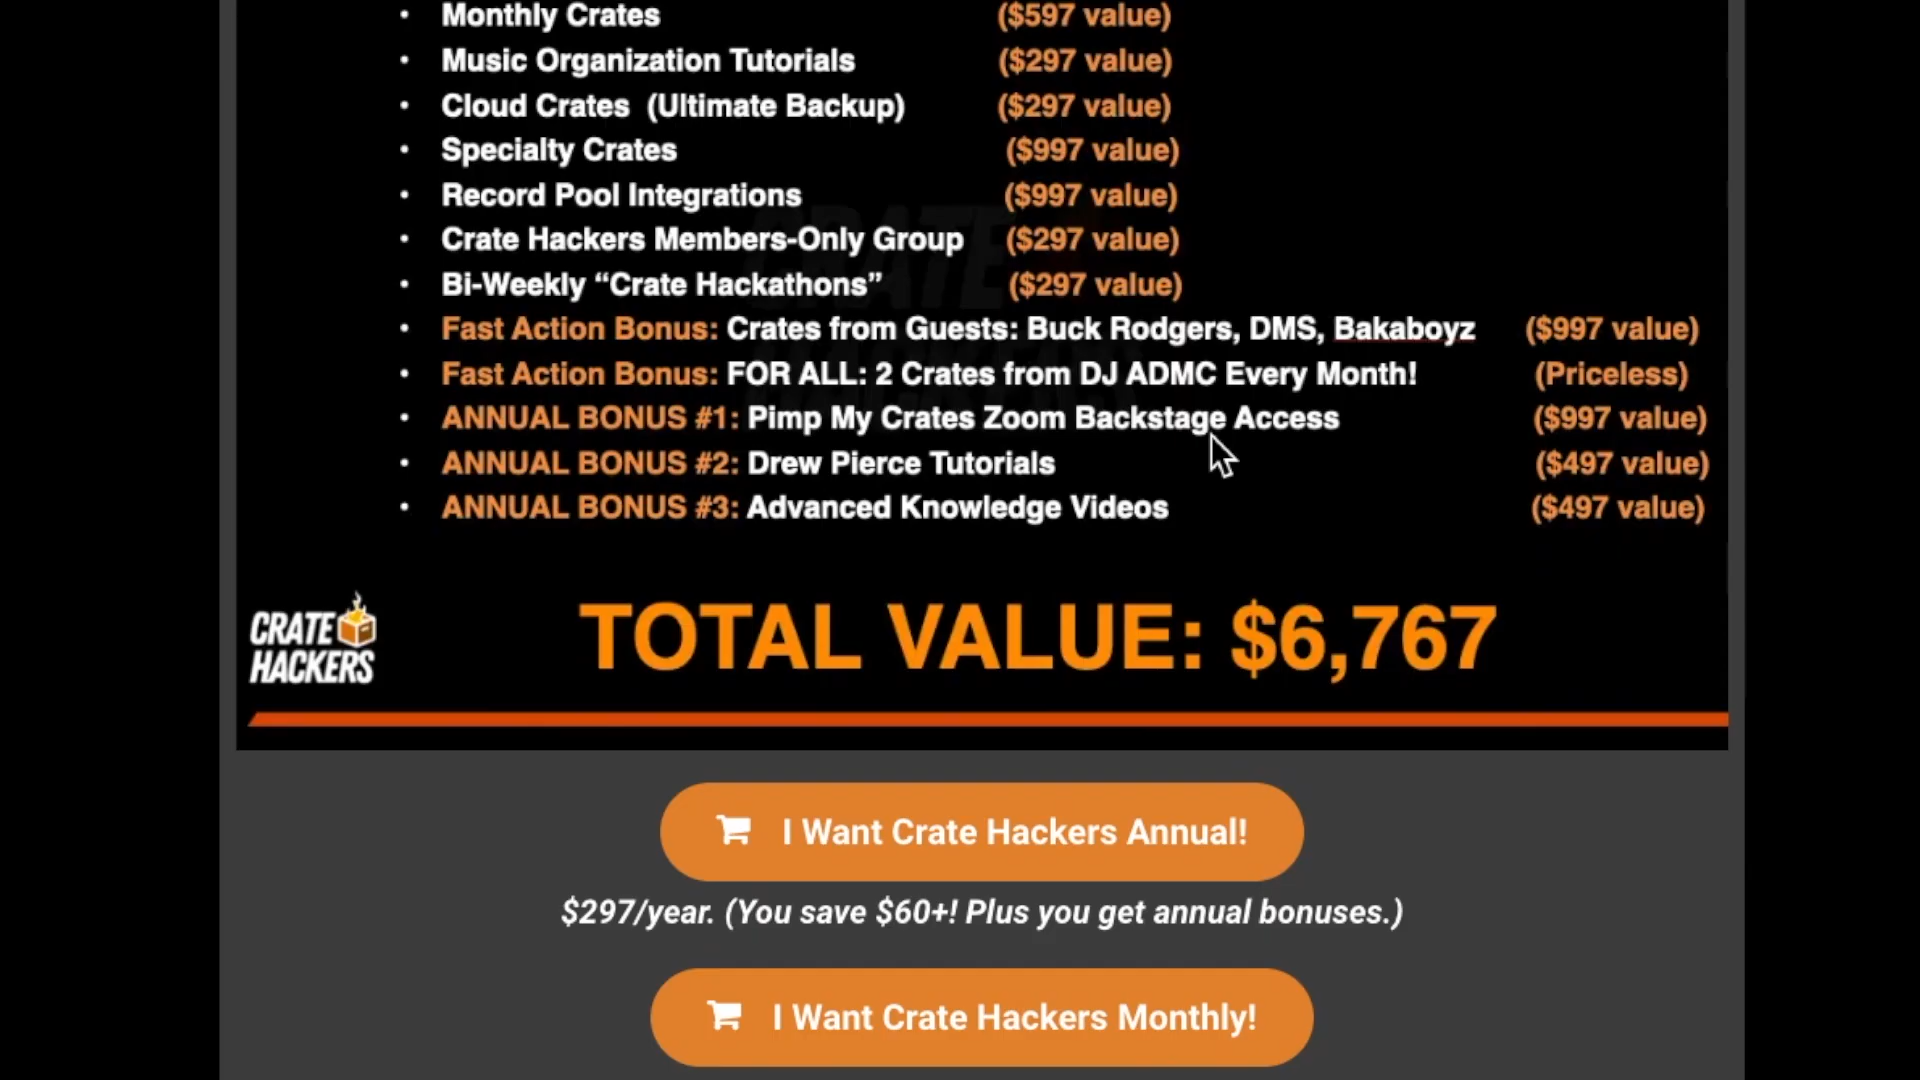 • Monthly Crates ($597 value)
• Music Organization Tutorials ($297 value)
• Cloud Crates (Ultimate Backup) ($297 value)
• Specialty Crates ($997 value)
• Record Pool Integrations ($997 value)
• Crate Hackers Members-Only Group ($297 value)
• Bi-Weekly “Crate Hackathons” ($297 value)
• Fast Action Bonus: Crates from Guests: Buck Rodgers, DMS, Bakaboyz ($997 value)
• Fast Action Bonus: FOR ALL: 2 Crates from DJ ADMC Every Month! (Priceless)
• ANNUAL BONUS #1: Pimp My Crates Zoom Backstage Access ($997 value)
• ANNUAL BONUS #2: Drew Pierce Tutorials ($497 value)
• ANNUAL BONUS #3: Advanced Knowledge Videos ($497 value)
CRATE
HACKERS
TOTAL VALUE: $6,767
I Want Crate Hackers Annual!
$297/year. (You save $60+! Plus you get annual bonuses.)
I Want Crate Hackers Monthly!